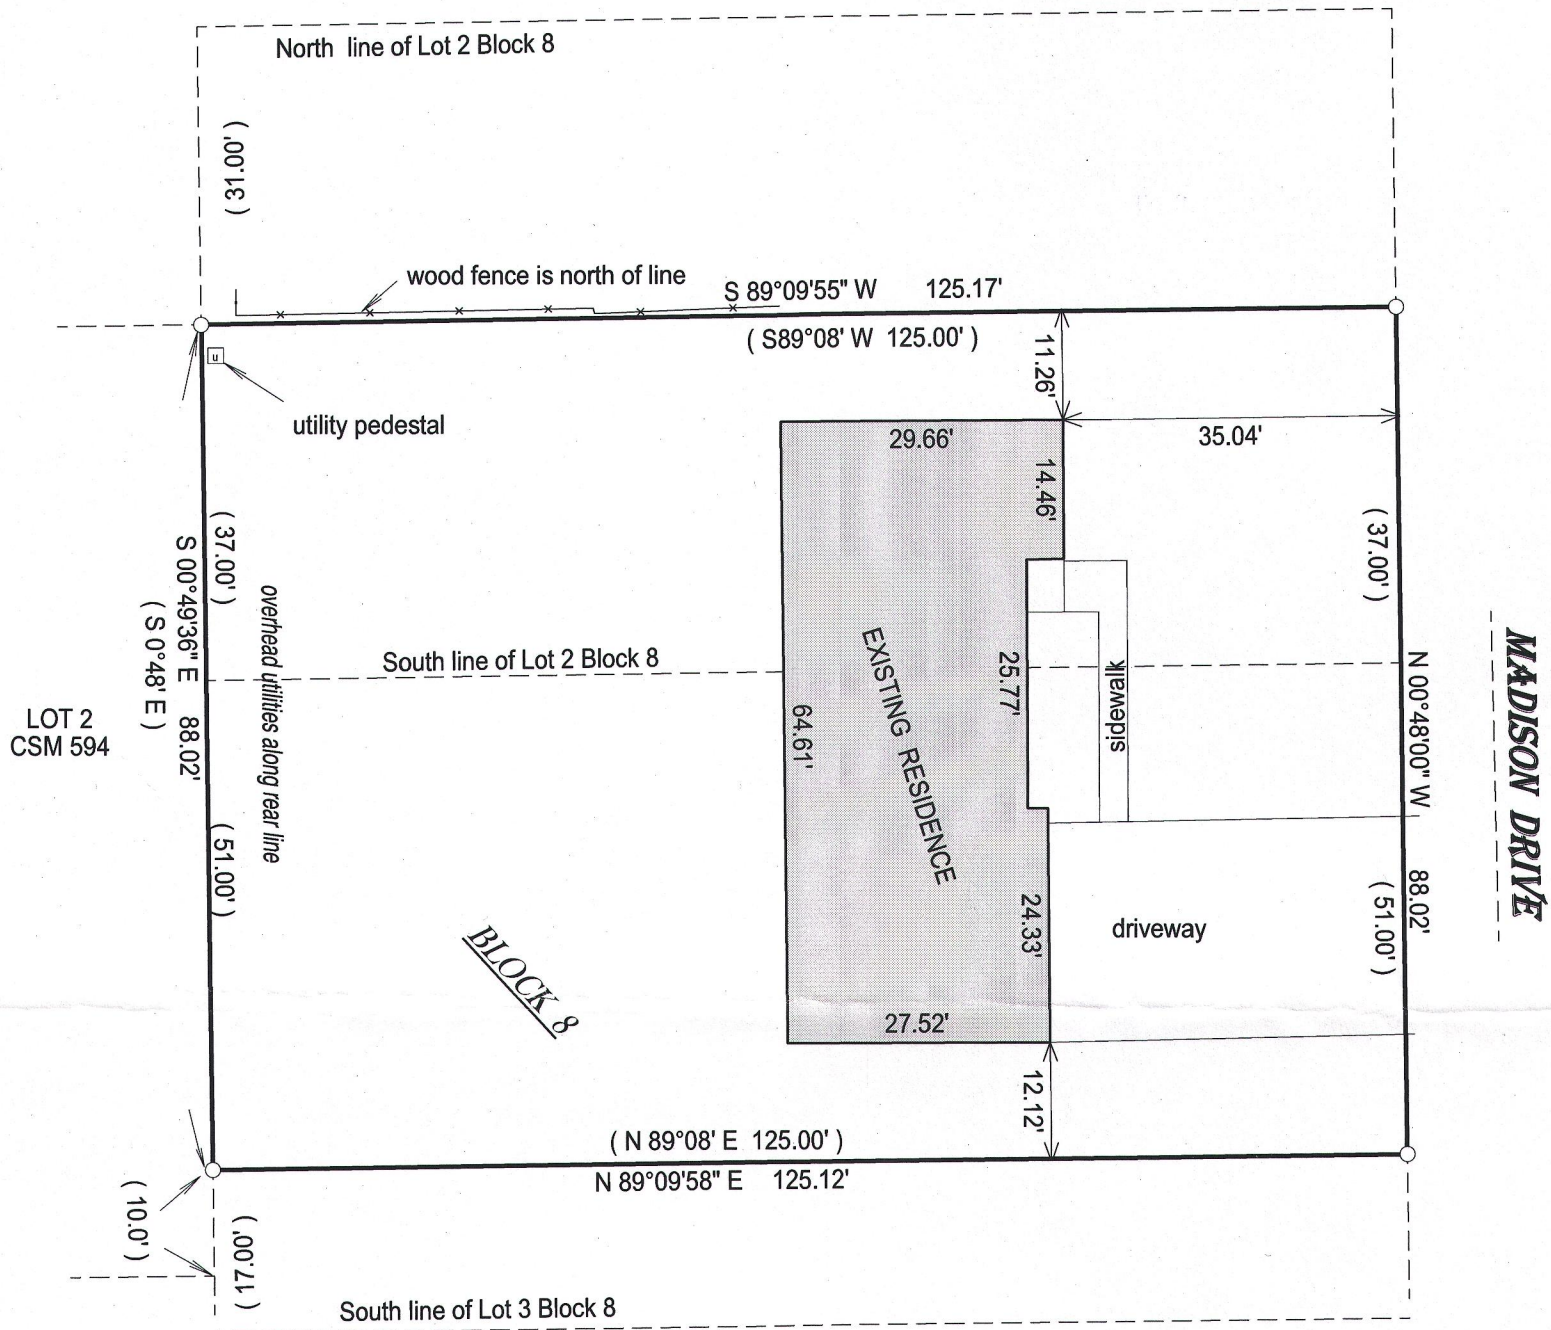 North line of Lot 2 Block 8
( 31.00' )
wood fence is north of line
S 89°09'55" W 125.17'
( S89°08' W 125.00' )
11.26'
u
utility pedestal
29.66'
35.04'
14.46'
( 37.00' )
( 37.00' )
S 00°49'36" E 88.02'
( S 0°48' E )
overhead utilities along rear line
South line of Lot 2 Block 8
EXISTING RESIDENCE
25.77'
sidewalk
N 00°48'00" W 88.02'
MADISON DRIVE
LOT 2
CSM 594
64.61'
( 51.00' )
24.33'
driveway
( 51.00' )
BLOCK 8
27.52'
12.12'
( N 89°08' E 125.00' )
N 89°09'58" E 125.12'
( 10.0' )
( 17.00' )
South line of Lot 3 Block 8